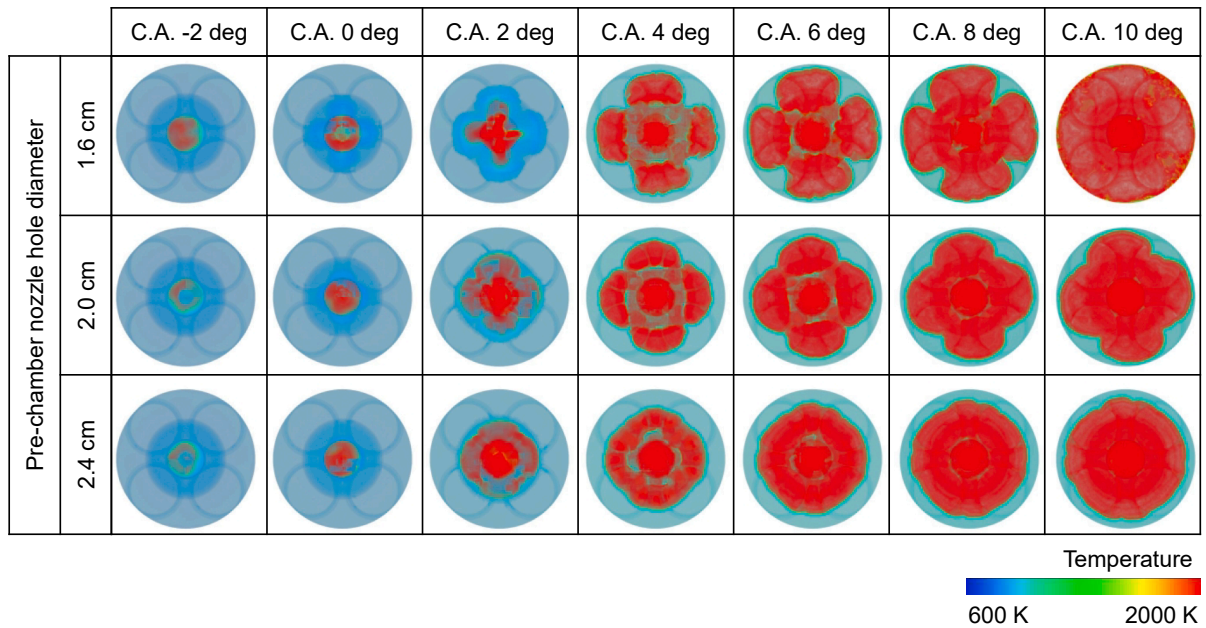 C.A. -2 deg C.A. 0 deg C.A. 2 deg C.A. 4 deg C.A. 6 deg C.A. 8 deg C.A. 10 deg
Pre-chamber nozzle hole diameter
1.6 cm
2.0 cm
2.4 cm
Temperature
600 K 2000 K